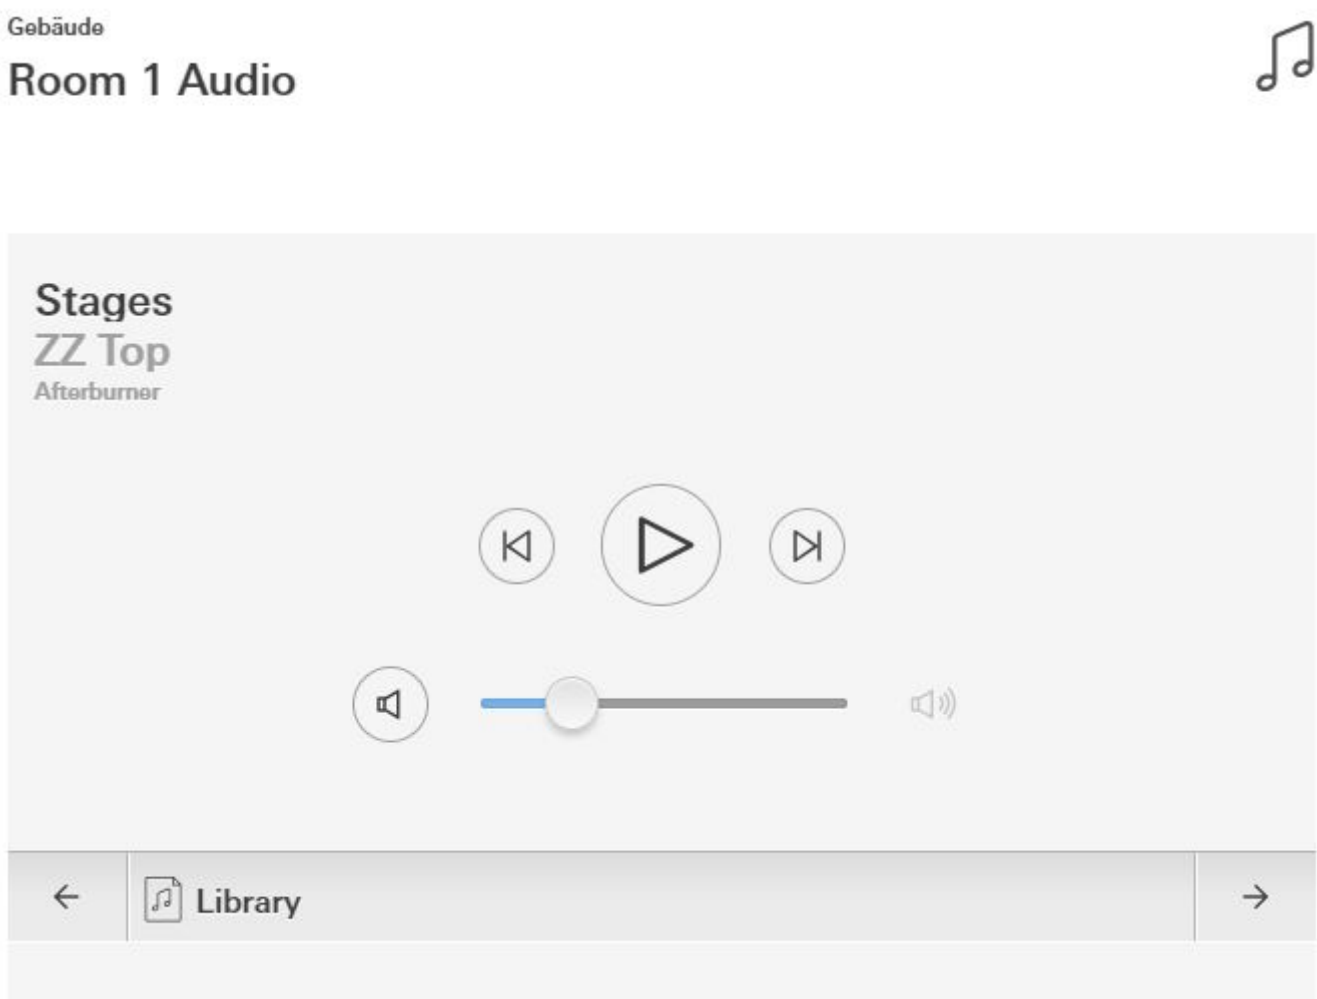 Gebäude
Room 1 Audio
Stages
ZZ Top
Afterburner
Library